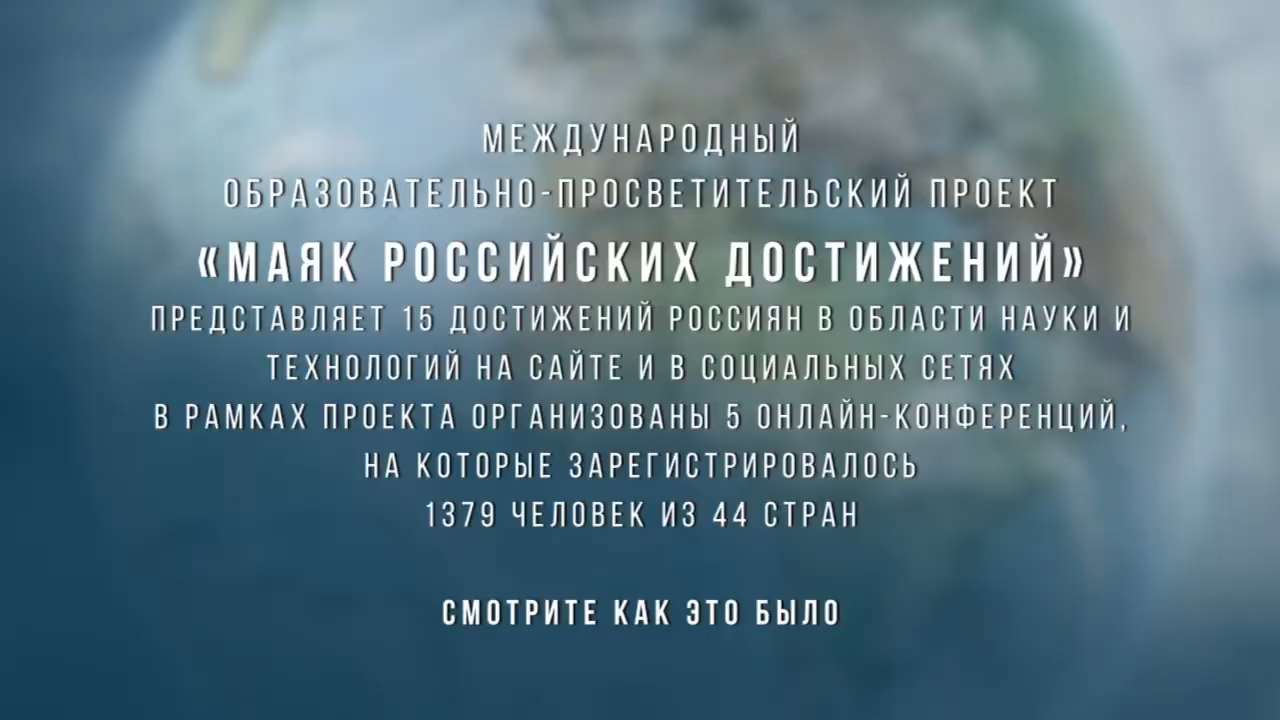 МЕЖДУНАРОДНЫЙ
ОБРАЗОВАТЕЛЬНО-ПРОСВЕТИТЕЛЬСКИЙ ПРОЕКТ
«МАЯК РОССИЙСКИХ ДОСТИЖЕНИЙ»
ПРЕДСТАВЛЯЕТ 15 ДОСТИЖЕНИЙ РОССИЯН В ОБЛАСТИ НАУКИ И
ТЕХНОЛОГИЙ НА САЙТЕ И В СОЦИАЛЬНЫХ СЕТЯХ
В РАМКАХ ПРОЕКТА ОРГАНИЗОВАНЫ 5 ОНЛАЙН-КОНФЕРЕНЦИЙ,
НА КОТОРЫЕ ЗАРЕГИСТРИРОВАЛОСЬ
1379 ЧЕЛОВЕК ИЗ 44 СТРАН
СМОТРИТЕ КАК ЭТО БЫЛО